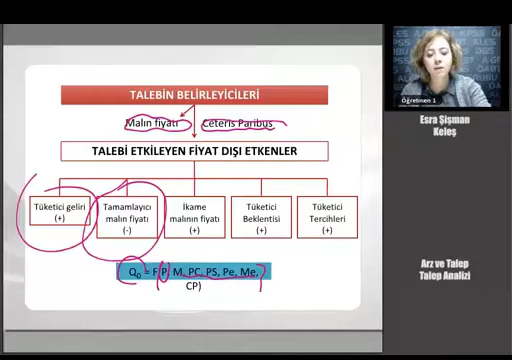 TALEBİN BELİRLEYİCİLERİ
Malın fiyatı
Ceteris Paribus
TALEBİ ETKİLEYEN FİYAT DIŞI ETKENLER
Tüketici geliri
(+)
Tamamlayıcı
malın fiyatı
(-)
İkame
malının fiyatı
(+)
Tüketici
Beklentisi
(+)
Tüketici
Tercihleri
(+)
QD = F(P, M, PC, PS, Pe, Me,
CP)
Öğretmen 1
Esra Şişman
Keleş
Arz ve Talep
Talep Analizi